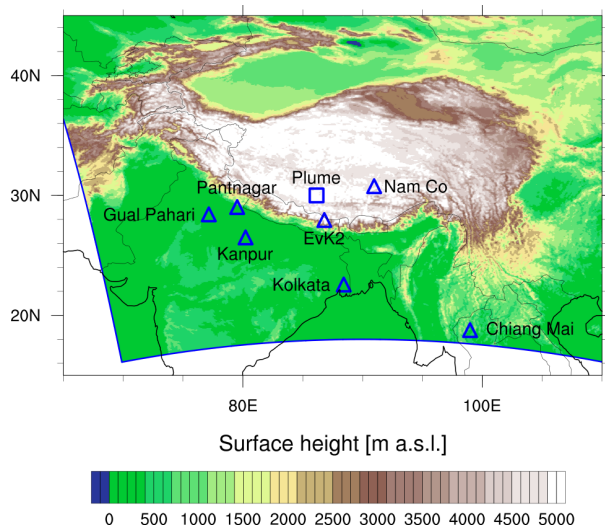 40N
30N
20N
Plume
Nam Co
Pantnagar
Gual Pahari
EvK2
Kanpur
Kolkata
Chiang Mai
80E 100E
Surface height [m a.s.l.]
0 500 1000 1500 2000 2500 3000 3500 4000 4500 5000